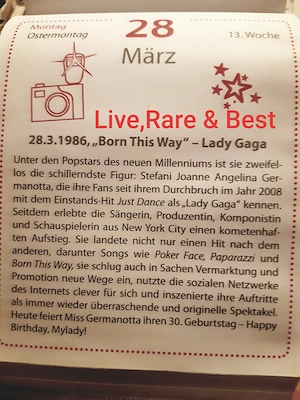 Montag
Ostermontag
28
13. Woche
März
Live,Rare & Best
28.3.1986, „Born This Way“ – Lady Gaga
Unter den Popstars des neuen Millenniums ist sie zweifel-
los die schillerndste Figur: Stefani Joanne Angelina Ger-
manotta, die ihre Fans seit ihrem Durchbruch im Jahr 2008
mit dem Einstands-Hit Just Dance als „Lady Gaga“ kennen.
Seitdem erlebte die Sängerin, Produzentin, Komponistin
und Schauspielerin aus New York City einen kometenhaf-
ten Aufstieg. Sie landete nicht nur einen Hit nach dem
anderen, darunter Songs wie Poker Face, Paparazzi und
Born This Way, sie schlug auch in Sachen Vermarktung und
Promotion neue Wege ein, nutzte die sozialen Netzwerke
des Internets clever für sich und inszenierte ihre Auftritte
als immer wieder überraschende und originelle Spektakel.
Heute feiert Miss Germanotta ihren 30. Geburtstag – Happy
Birthday, Mylady!